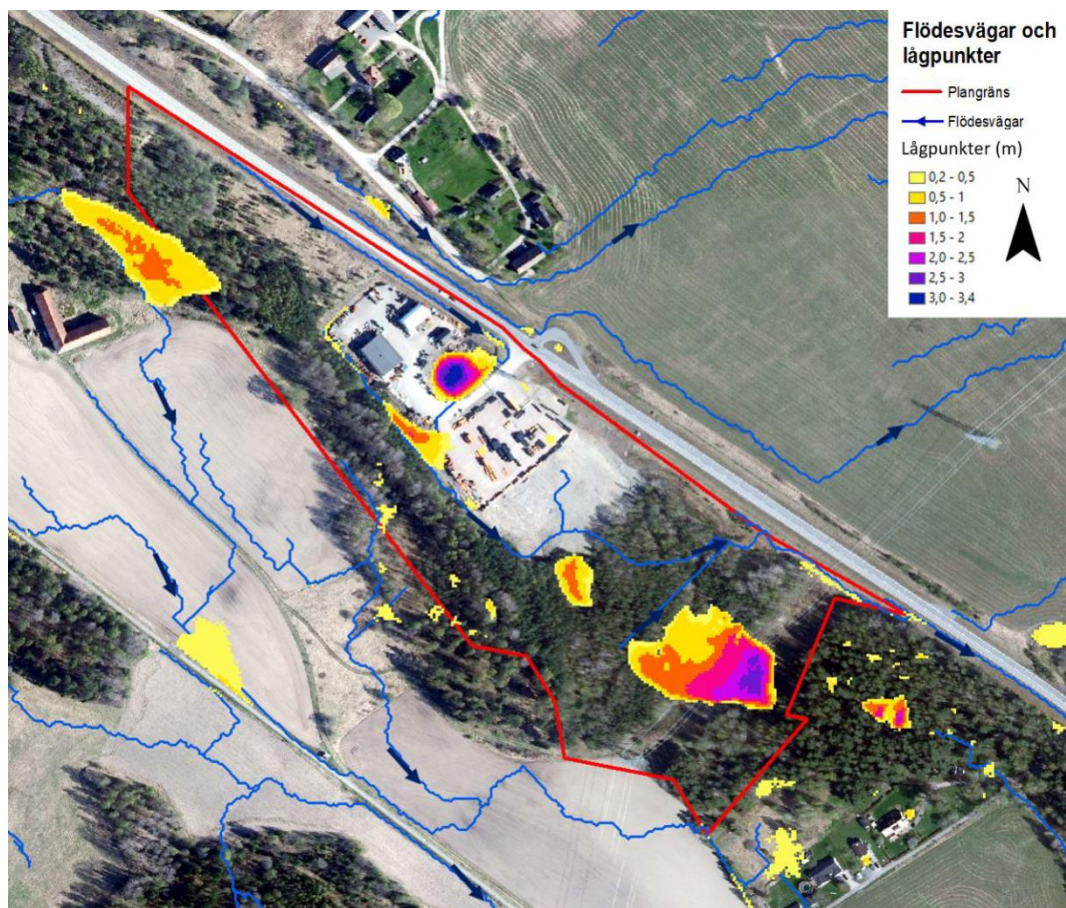 Flödesvägar och
lågpunkter
Plangräns
Flödesvägar
Lågpunkter (m)
0,2 - 0,5
0,5 - 1
1,0 - 1,5
1,5 - 2
2,0 - 2,5
2,5 - 3
3,0 - 3,4
N